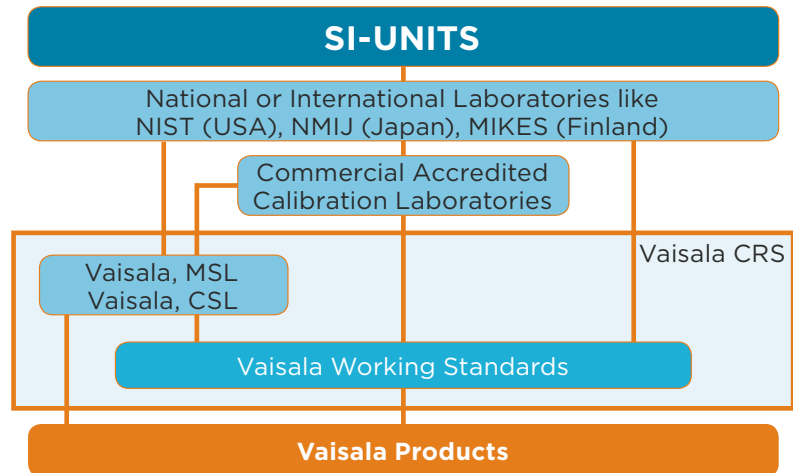 SI-UNITS
National or International Laboratories like
NIST (USA), NMIJ (Japan), MIKES (Finland)
Commercial Accredited
Calibration Laboratories
Vaisala CRS
Vaisala, MSL
Vaisala, CSL
Vaisala Working Standards
Vaisala Products